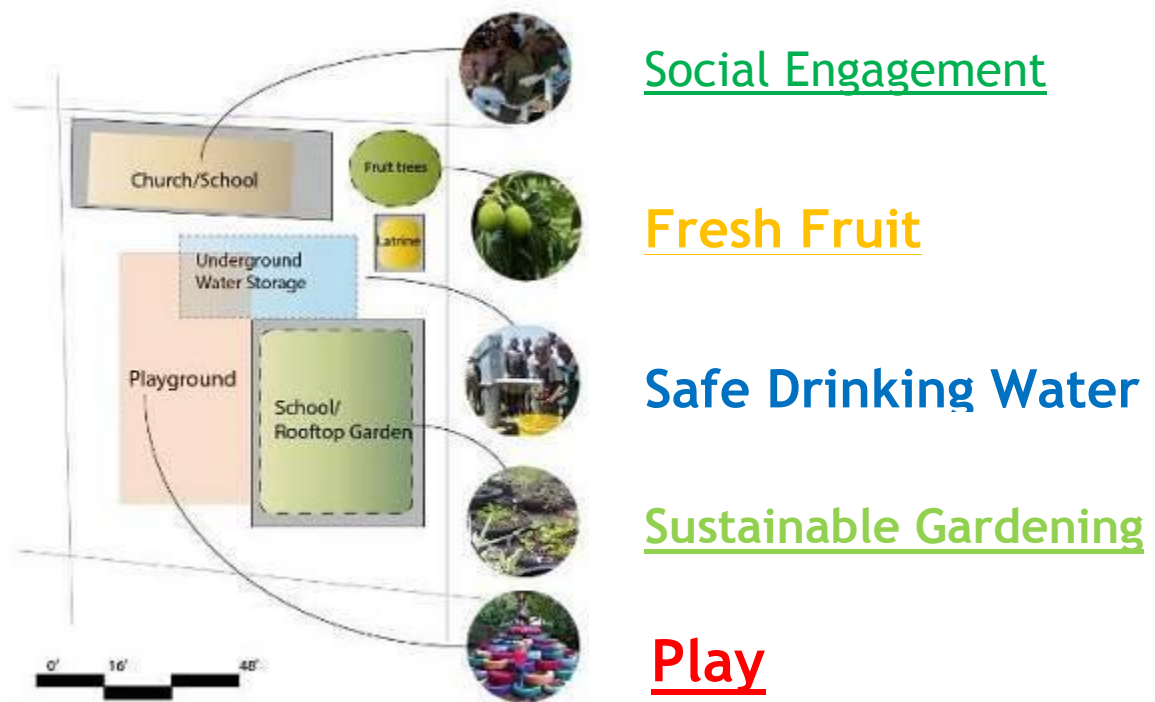 Social Engagement
Fruit trees
Church/School
Fresh Fruit
Latrine
Underground
Water Storage
Playground
Safe Drinking Water
School/
Rooftop Garden
Sustainable Gardening
Play
0' 16' 48'